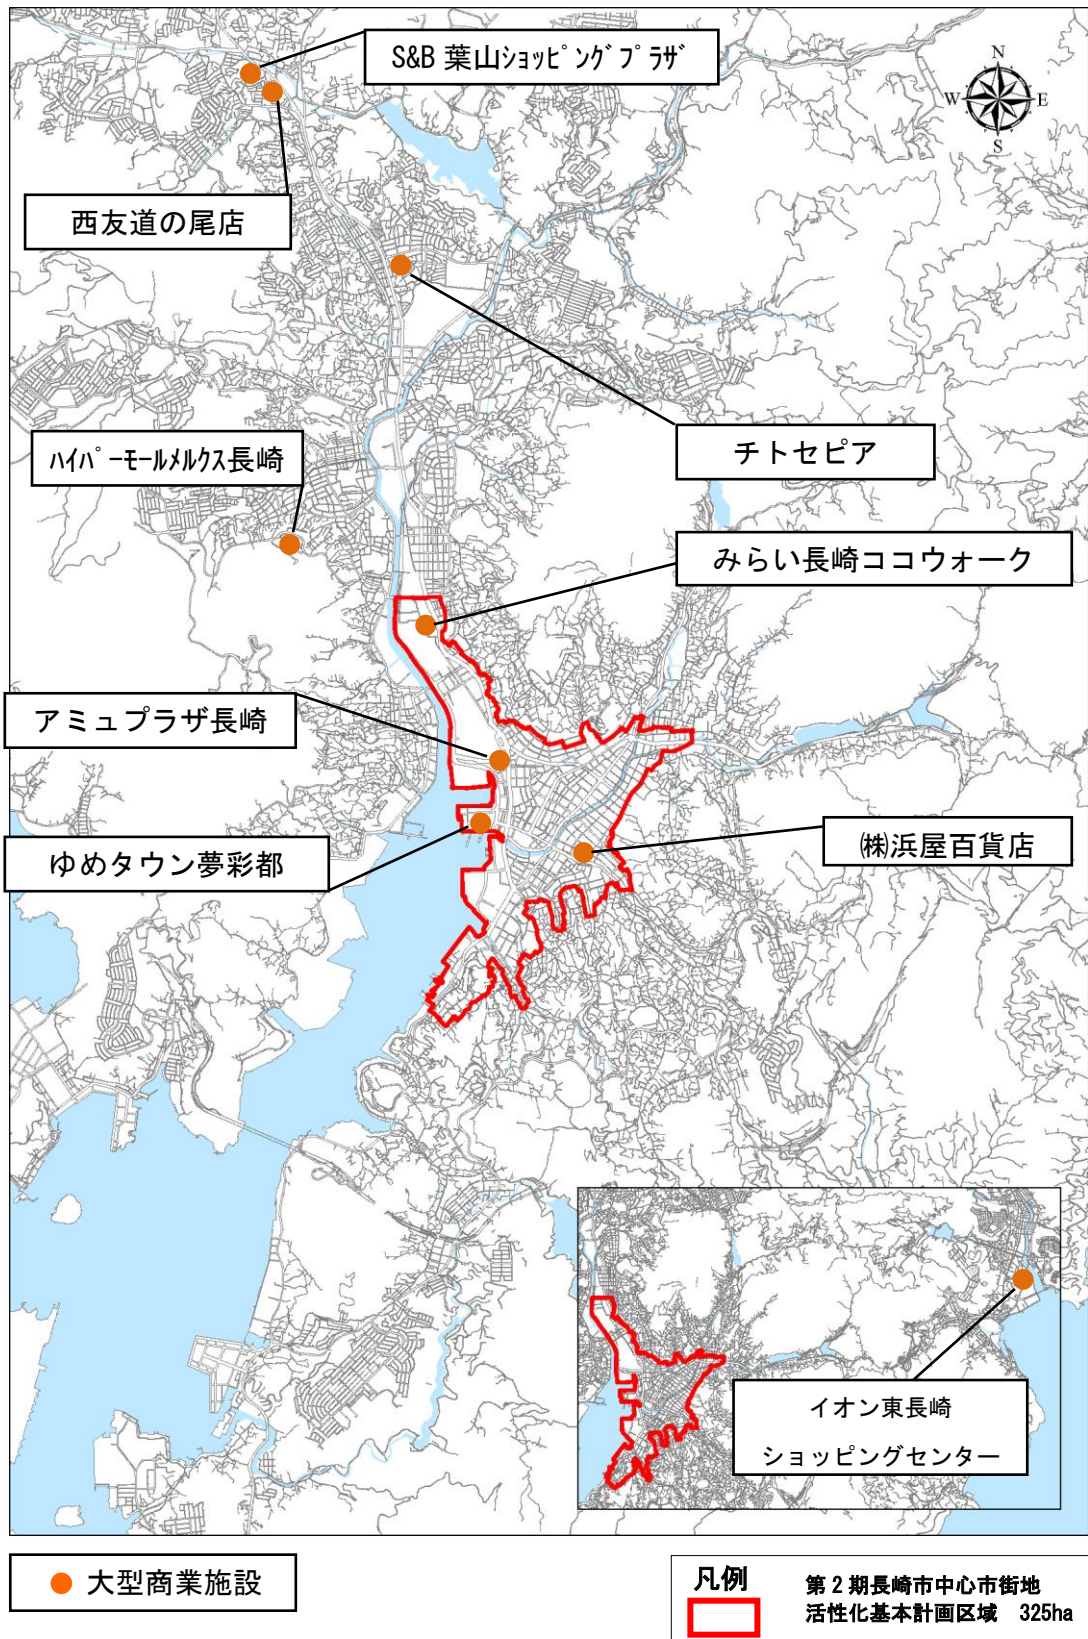 S&B 葉山ショッピングプラザ
N
W
E
S
西友道の尾店
チトセピア
ハイパーモールメルクス長崎
みらい長崎ココウォーク
アミュプラザ長崎
ゆめタウン夢彩都
㈱浜屋百貨店
イオン東長崎
ショッピングセンター
大型商業施設
凡例
第2期長崎市中心市街地
活性化基本計画区域 325ha